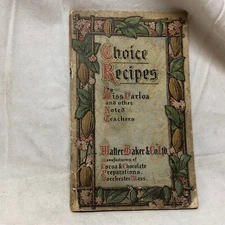 Choice
Recipes
By
Miss Parloa
and other
Noted
Teachers
Walter Baker & Co. Ltd.
Manufacturers of
Cocoa & Chocolate
Preparations,
Dorchester Mass.